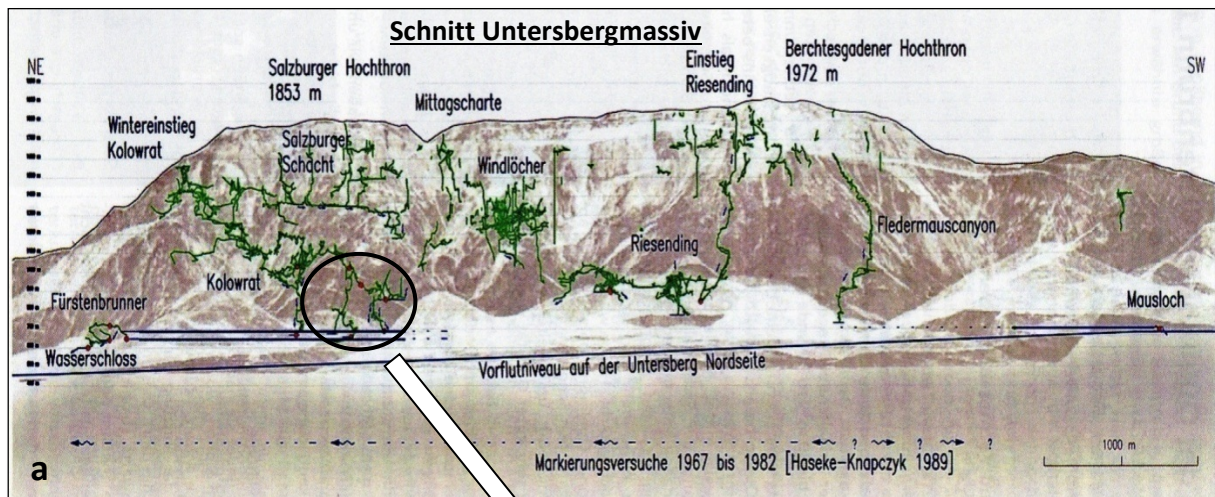 Schnitt Untersbergmassiv
NE
SW
Salzburger Hochthron
1853 m
Mittagscharte
Einstieg
Riesending
Berchtesgadener Hochthron
1972 m
Wintereinstieg
Kolowrat
Salzburger
Schacht
Windlöcher
Fledermauscanyon
Riesending
Kolowrat
Fürstenbrunner
Wasserschloss
Mausloch
Vorflutniveau auf der Untersberg Nordseite
? ? ?
Markierungsversuche 1967 bis 1982 [Haseke-Knapczyk 1989]
1000 m
a